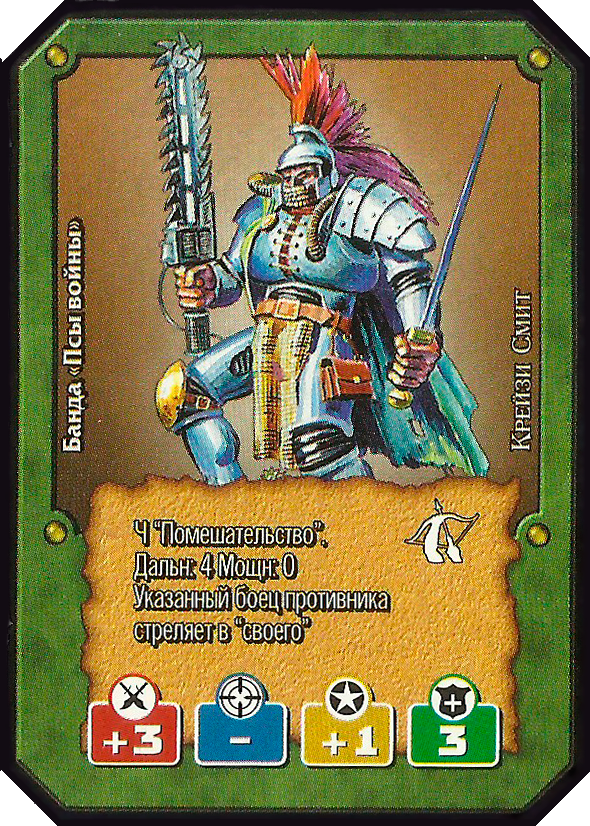 Банда «Псы войны»
Крейзи Смит
Ч "Помешательство".
Дальн: 4 Мощн: 0
Указанный боец противника
стреляет в "своего"
+3
-
+1
3